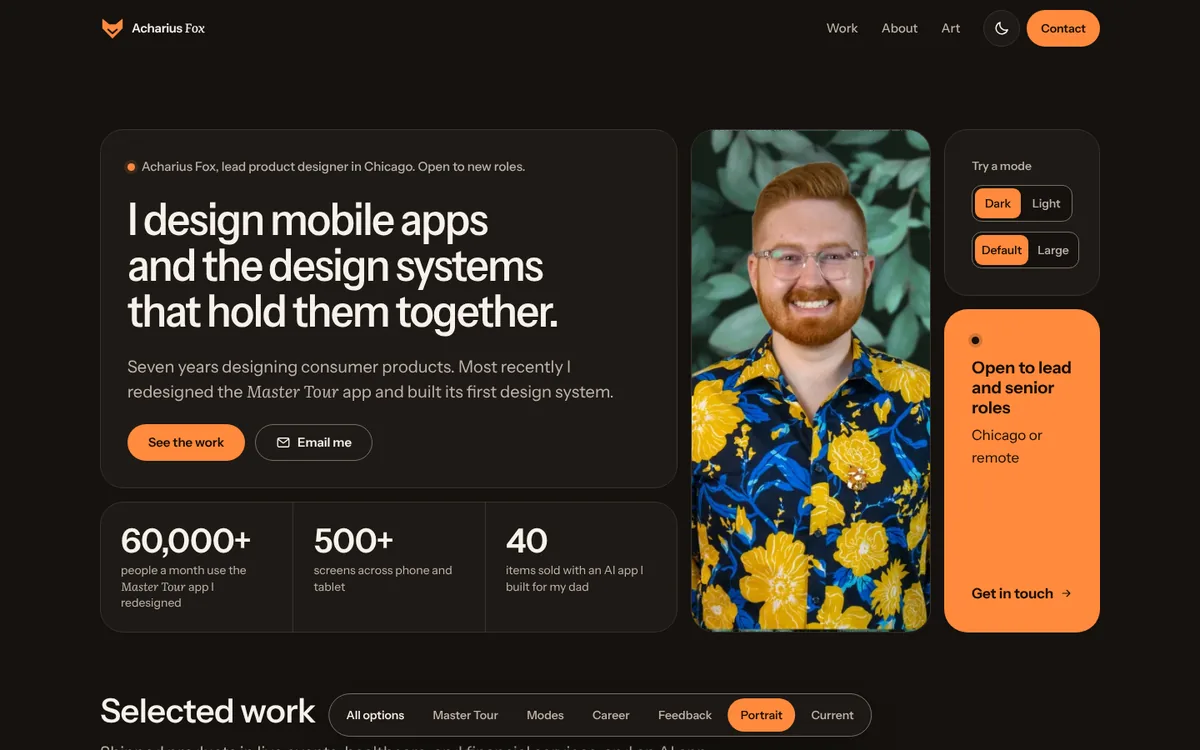 Acharius Fox
Work
About
Art
Contact
Acharius Fox, lead product designer in Chicago. Open to new roles.
I design mobile apps
and the design systems
that hold them together.
Seven years designing consumer products. Most recently I
redesigned the Master Tour app and built its first design system.
See the work
Email me
60,000+
people a month use the
Master Tour app I
redesigned
500+
screens across phone and
tablet
40
items sold with an AI app I
built for my dad
Try a mode
Dark
Light
Default
Large
Open to lead
and senior
roles
Chicago or
remote
Get in touch →
Selected work
All options
Master Tour
Modes
Career
Feedback
Portrait
Current